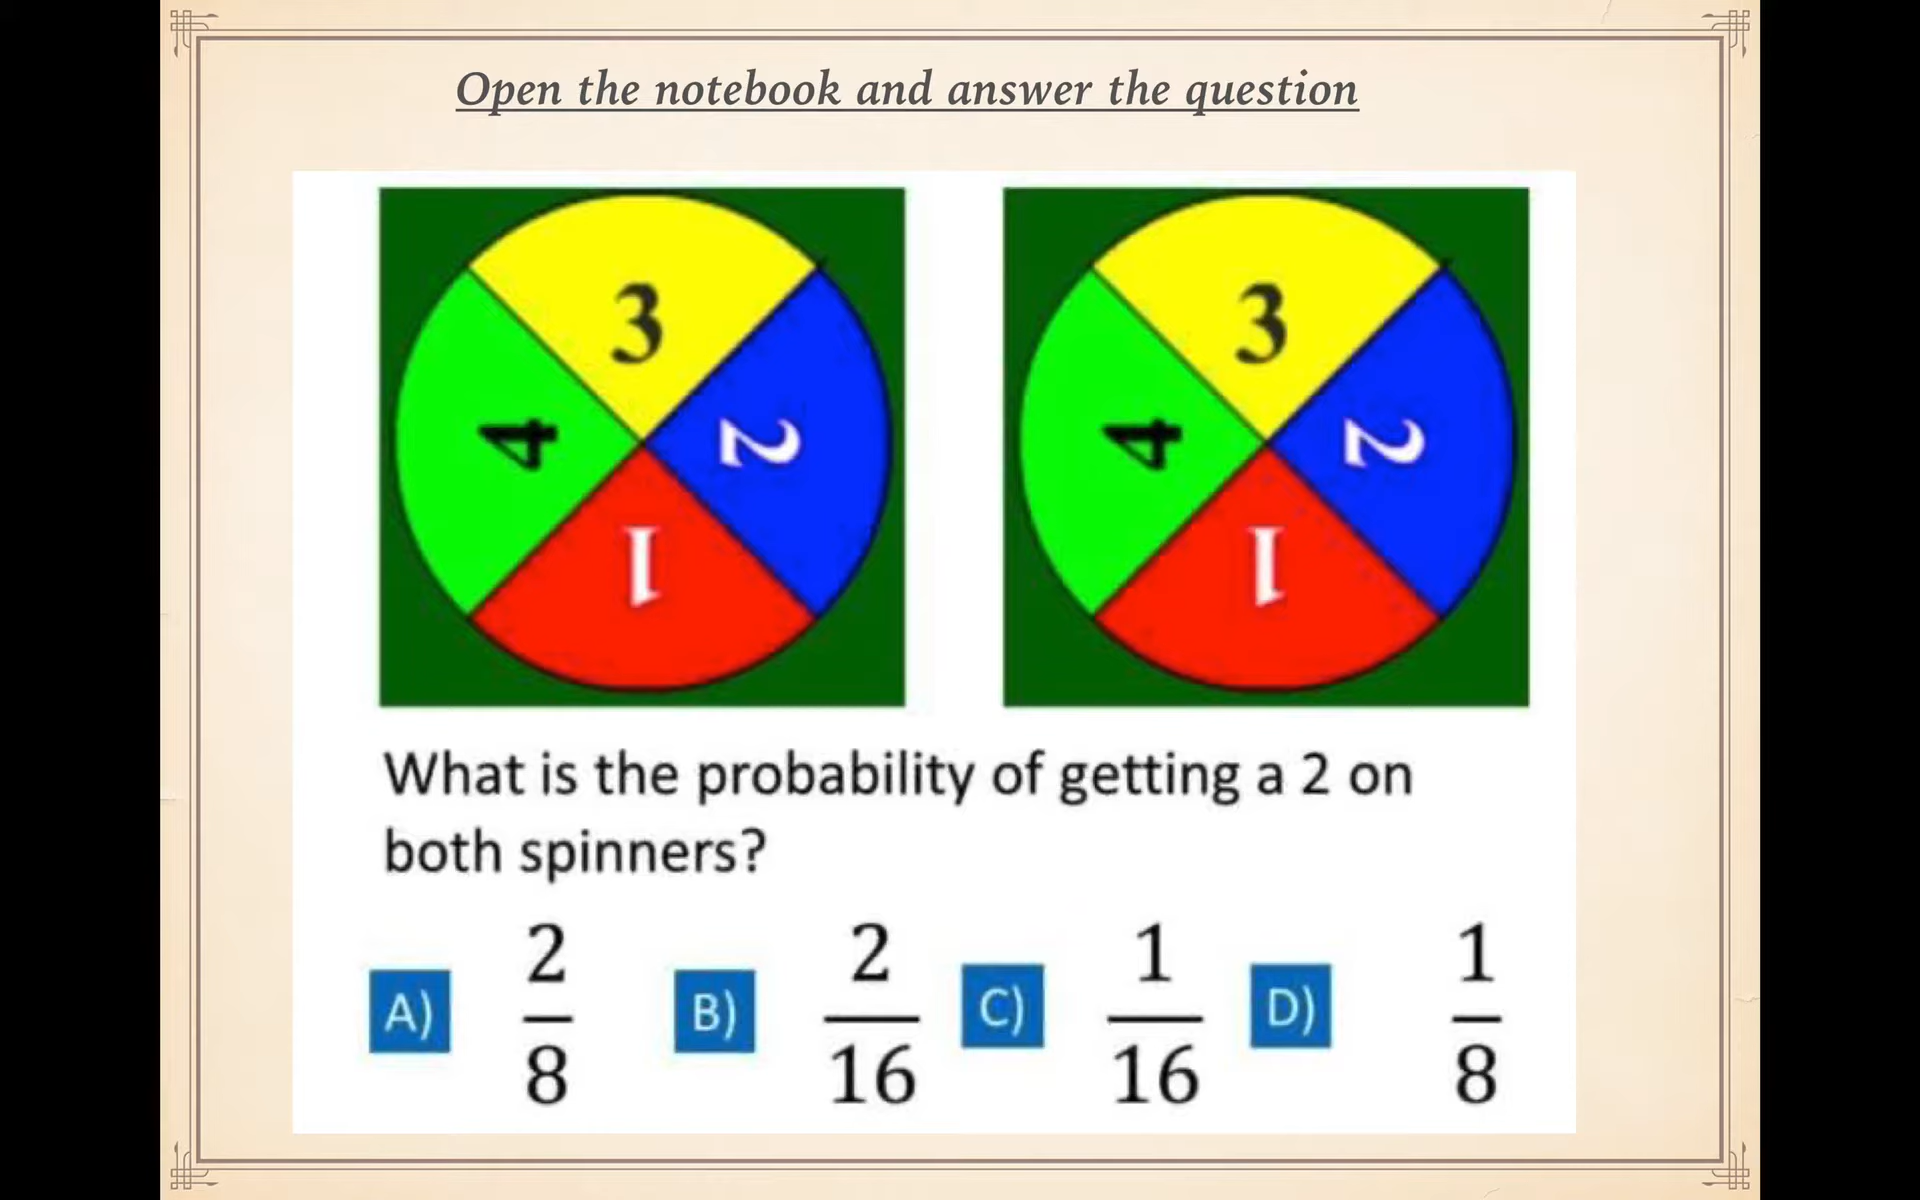 Open the notebook and answer the question
3 3
4 2 4 2
1 1
What is the probability of getting a 2 on
both spinners?
A) 2/8 B) 2/16 C) 1/16 D) 1/8